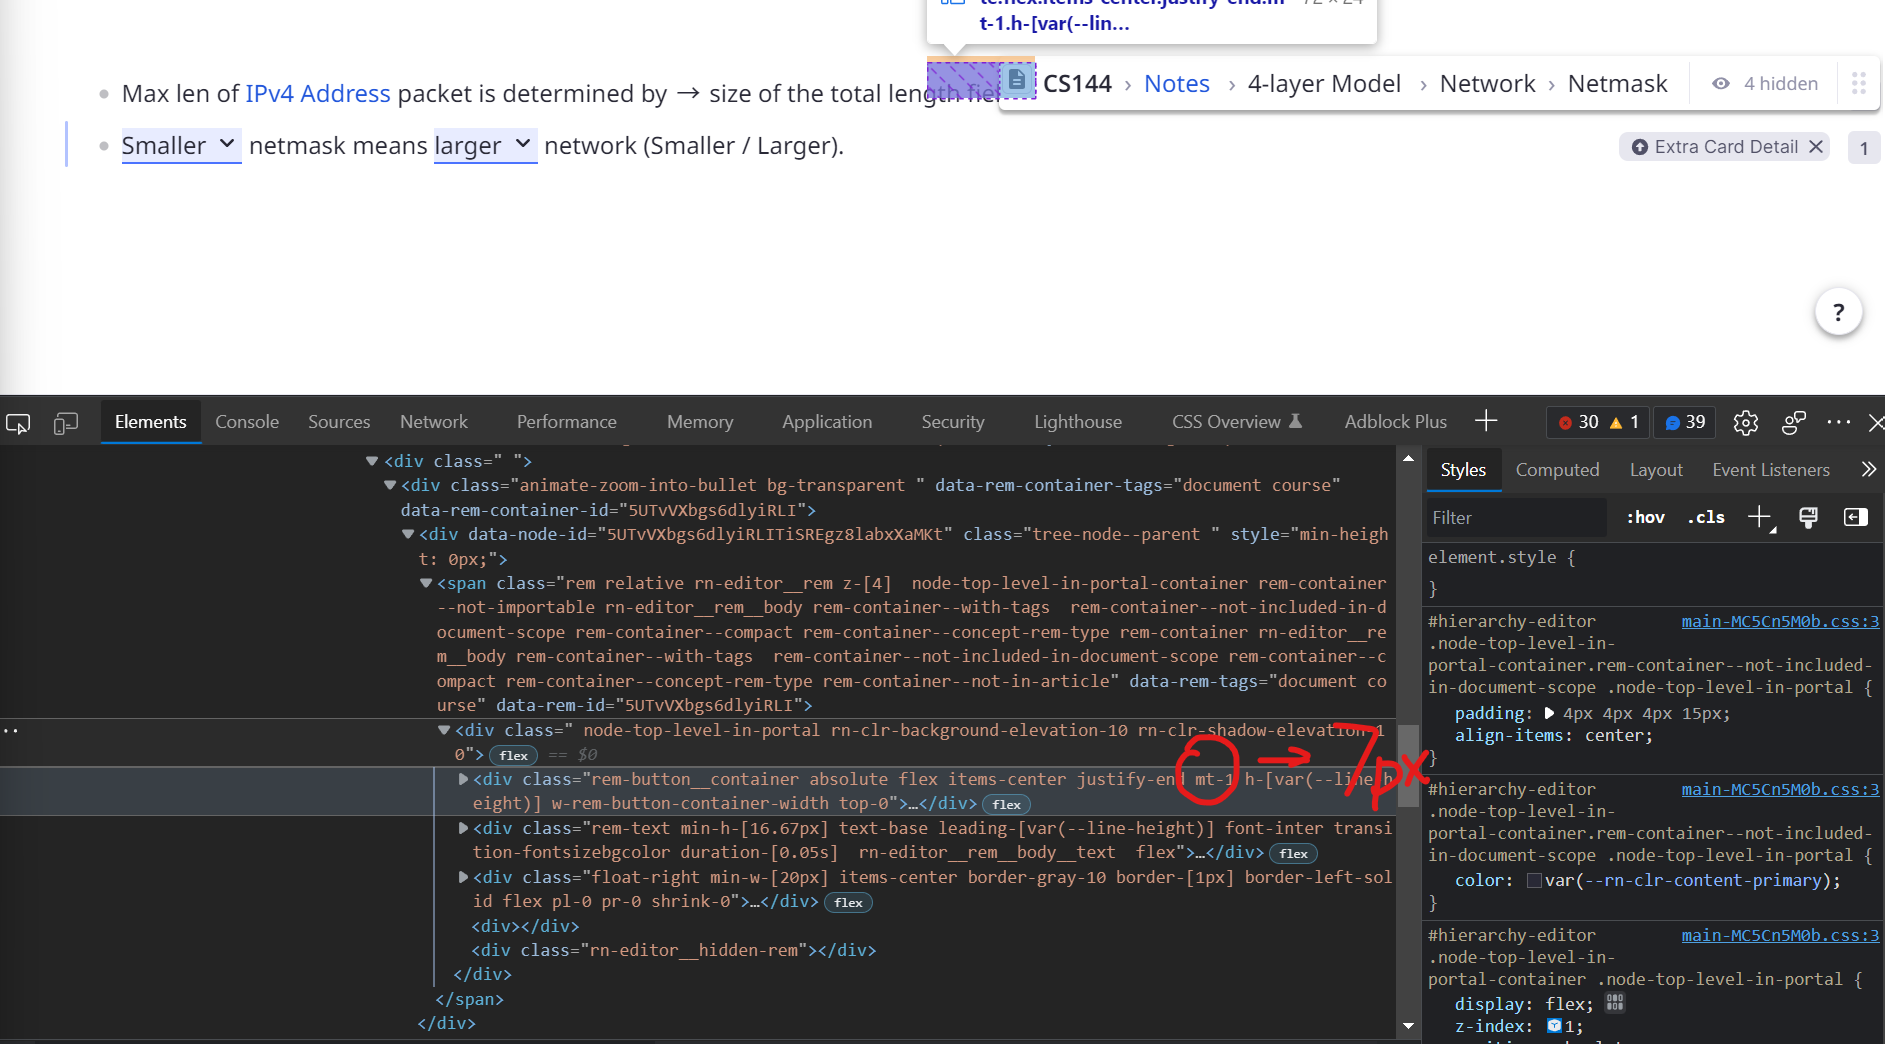 t-1.h-[var(--lin...
Max len of IPv4 Address packet is determined by → size of the total length fiel
CS144 › Notes › 4-layer Model › Network › Netmask
4 hidden
Smaller netmask means larger network (Smaller / Larger).
Extra Card Detail
1
?
Elements Console Sources Network Performance Memory Application Security Lighthouse CSS Overview Adblock Plus
30 1 39
<div class=" ">
<div class="animate-zoom-into-bullet bg-transparent " data-rem-container-tags="document course"
data-rem-container-id="5UTvVXbgs6dlyiRLI">
<div data-node-id="5UTvVXbgs6dlyiRLITiSREgz8labxXaMKt" class="tree-node--parent " style="min-heigh
t: 0px;">
<span class="rem relative rn-editor__rem z-[4]  node-top-level-in-portal-container rem-container
--not-importable rn-editor__rem__body rem-container--with-tags  rem-container--not-included-in-d
ocument-scope rem-container--compact rem-container--concept-rem-type rem-container rn-editor__re
m__body rem-container--with-tags  rem-container--not-included-in-document-scope rem-container--c
ompact rem-container--concept-rem-type rem-container--not-in-article" data-rem-tags="document co
urse" data-rem-id="5UTvVXbgs6dlyiRLI">
<div class=" node-top-level-in-portal rn-clr-background-elevation-10 rn-clr-shadow-elevation-1
0"> flex == $0
<div class="rem-button__container absolute flex items-center justify-end mt-1 h-[var(--line-h
eight)] w-rem-button-container-width top-0">…</div> flex
→ 7px
<div class="rem-text min-h-[16.67px] text-base leading-[var(--line-height)] font-inter transi
tion-fontsizebgcolor duration-[0.05s]  rn-editor__rem__body__text  flex">…</div> flex
<div class="float-right min-w-[20px] items-center border-gray-10 border-[1px] border-left-sol
id flex pl-0 pr-0 shrink-0">…</div> flex
<div></div>
<div class="rn-editor__hidden-rem"></div>
</div>
</span>
</div>
Styles Computed Layout Event Listeners
Filter :hov .cls
element.style {
}
#hierarchy-editor main-MC5Cn5M0b.css:3
.node-top-level-in-
portal-container.rem-container--not-included-
in-document-scope .node-top-level-in-portal {
padding: 4px 4px 4px 15px;
align-items: center;
}
#hierarchy-editor main-MC5Cn5M0b.css:3
.node-top-level-in-
portal-container.rem-container--not-included-
in-document-scope .node-top-level-in-portal {
color: var(--rn-clr-content-primary);
}
#hierarchy-editor main-MC5Cn5M0b.css:3
.node-top-level-in-
portal-container .node-top-level-in-portal {
display: flex;
z-index: 1;